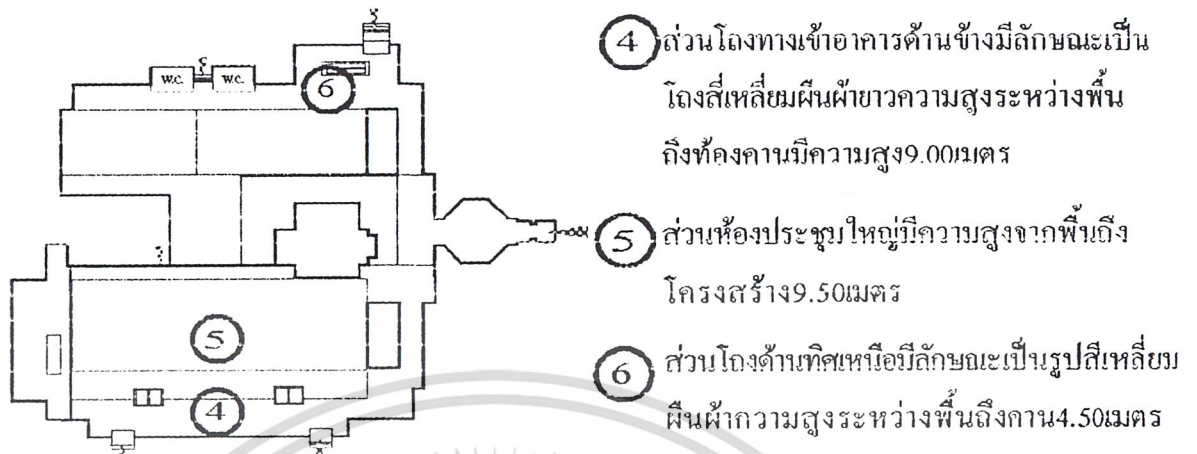 W.C.
W.C.
6
5
4
4 ส่วนโถงทางเข้าอาคารด้านข้างมีลักษณะเป็น
โถงสี่เหลี่ยมผืนผ้ายาวความสูงระหว่างพื้น
ถึงท้องคานมีความสูง9.00เมตร
5 ส่วนห้องประชุมใหญ่มีความสูงจากพื้นถึง
โครงสร้าง9.50เมตร
6 ส่วนโถงด้านทิศเหนือมีลักษณะเป็นรูปสี่เหลี่ยม
ผืนผ้าความสูงระหว่างพื้นถึงคาน4.50เมตร